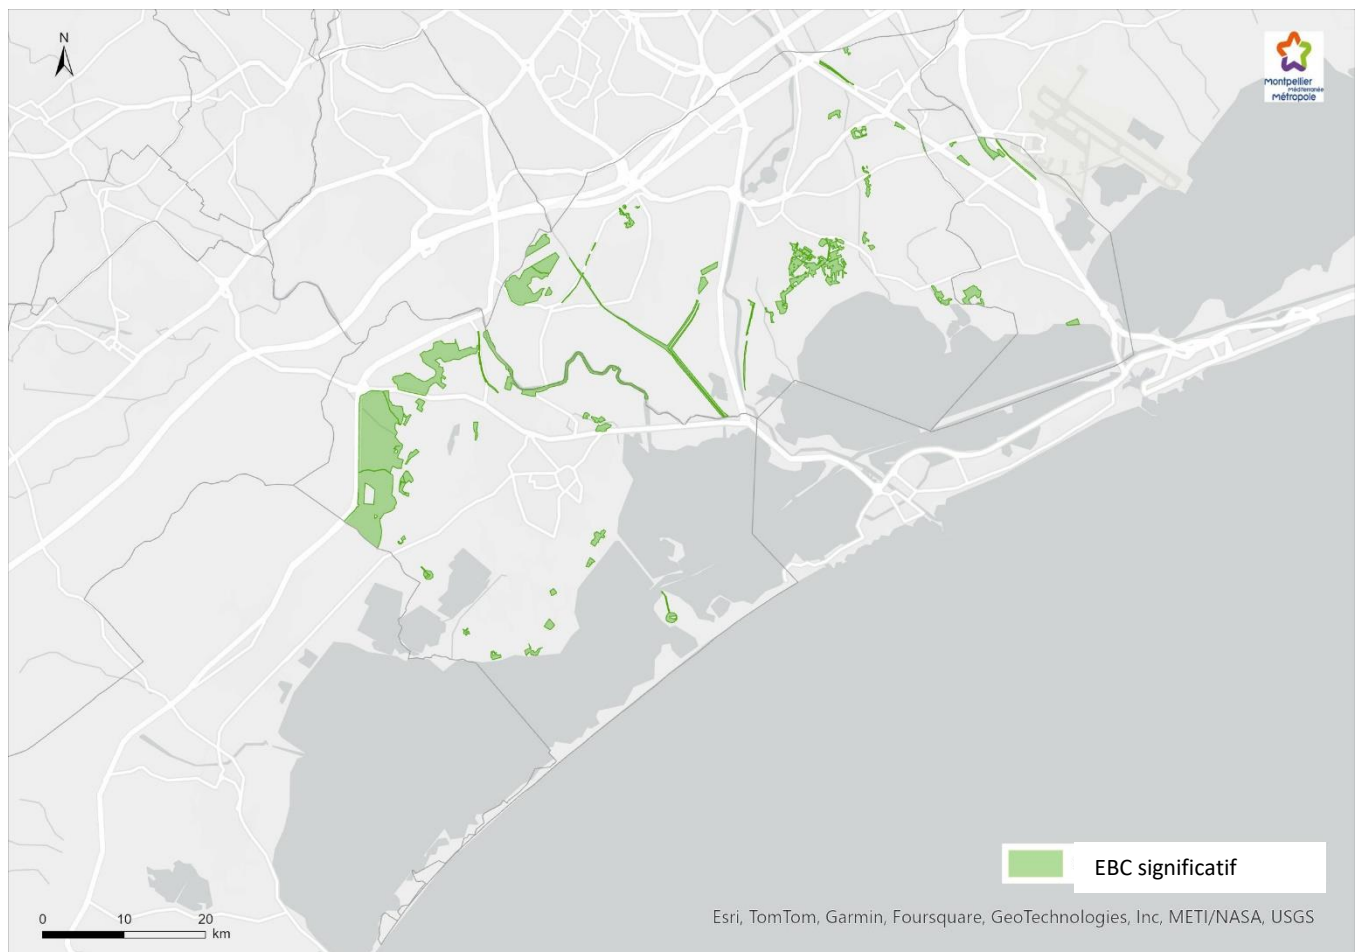 N
Montpellier
Méditerranée
Métropole
EBC significatif
0 10 20
km
Esri, TomTom, Garmin, Foursquare, GeoTechnologies, Inc, METI/NASA, USGS